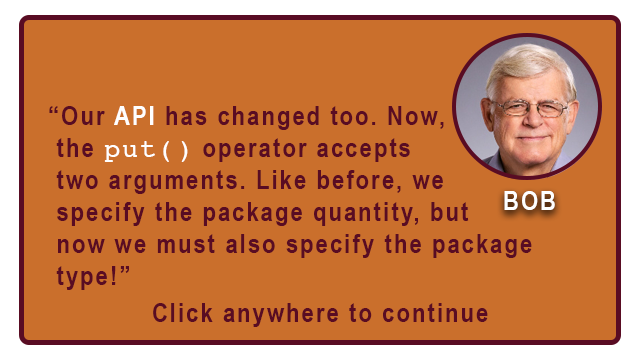 “Our API has changed too. Now,
the put() operator accepts
two arguments. Like before, we
specify the package quantity, but
now we must also specify the package
type!”
BOB
Click anywhere to continue